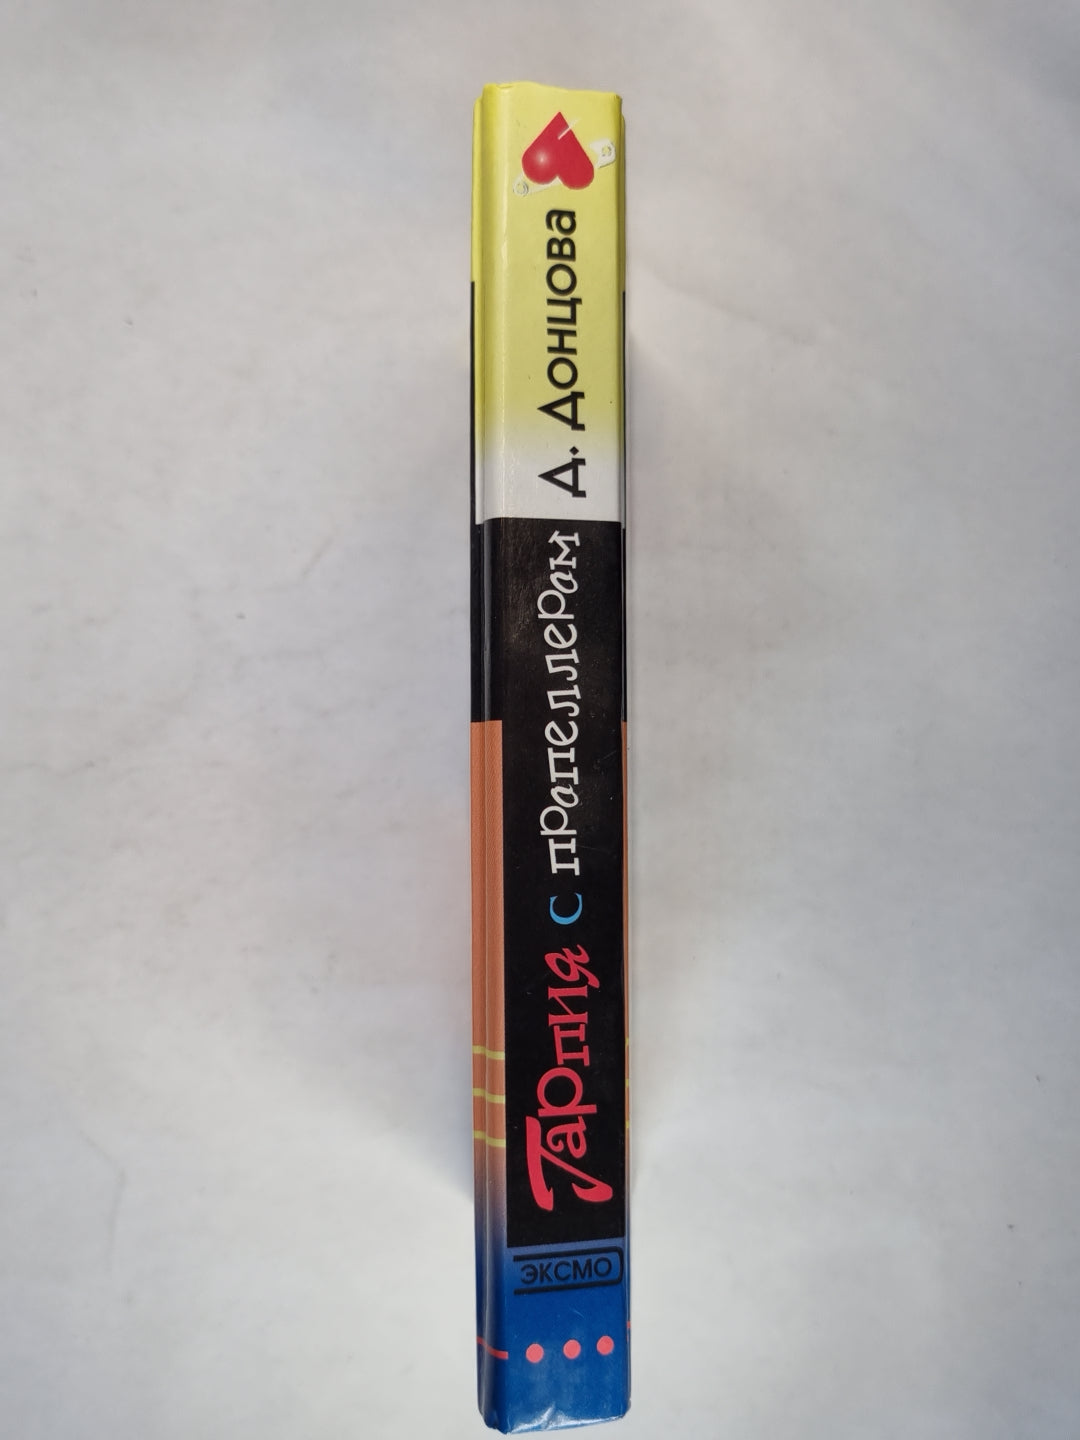 Гарпия с пропеллером
Д. Донцова
ЭКСМО